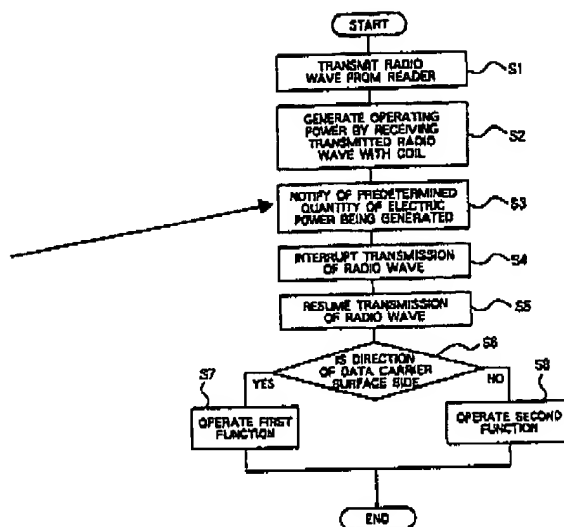 START
TRANSMIT RADIO
WAVE FROM READER
S1
GENERATE OPERATING
POWER BY RECEIVING
TRANSMITTED RADIO
WAVE WITH COIL
S2
NOTIFY OF PREDETERMINED
QUANTITY OF ELECTRIC
POWER BEING GENERATED
S3
INTERRUPT TRANSMISSION
OF RADIO WAVE
S4
RESUME TRANSMISSION
OF RADIO WAVE
S5
IS DIRECTION
OF DATA CARRIER
SURFACE SIDE
S6
YES
NO
S7
OPERATE FIRST
FUNCTION
S8
OPERATE SECOND
FUNCTION
END